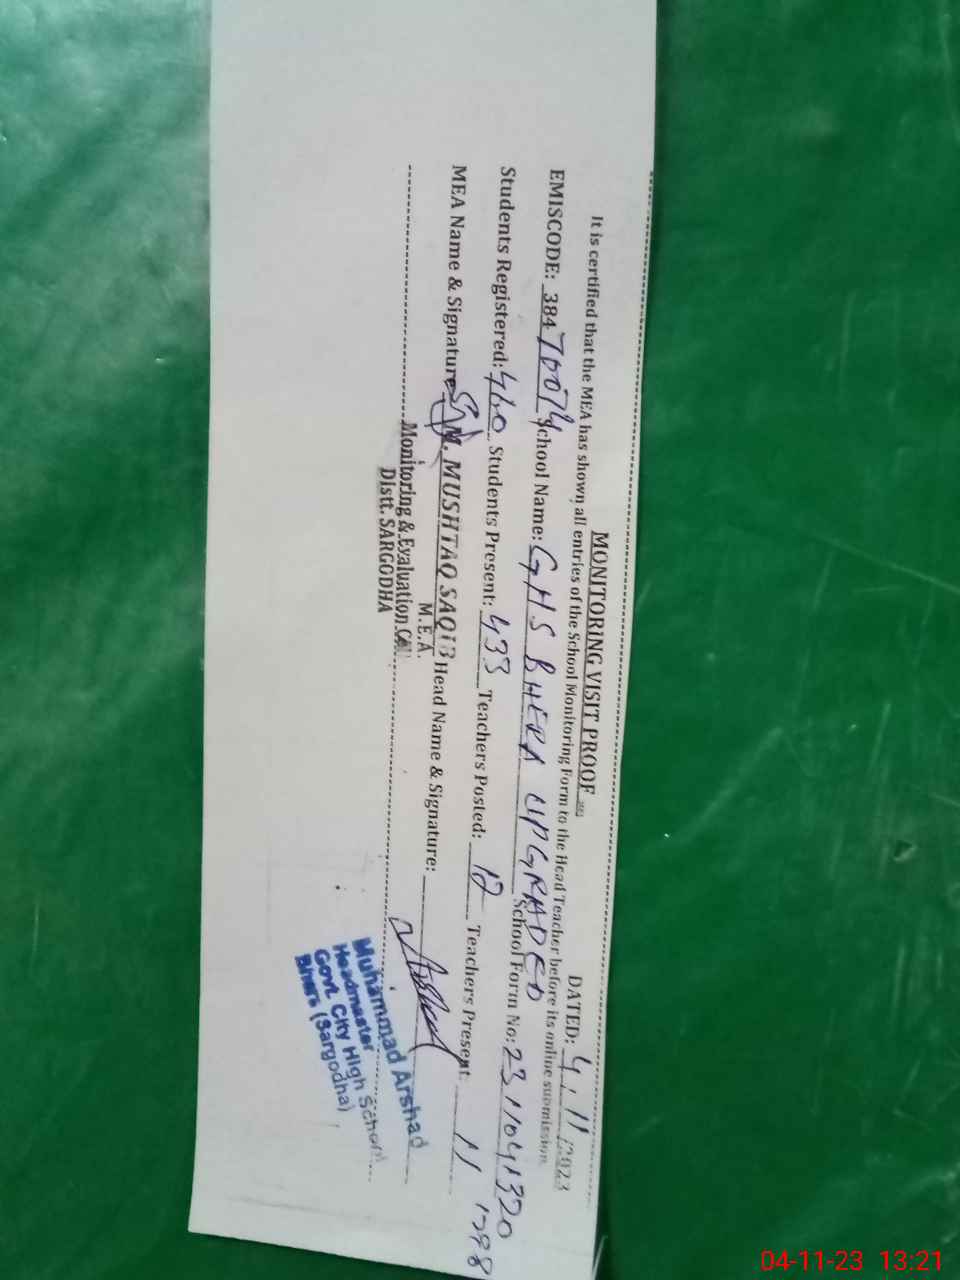 MONITORING VISIT PROOF
DATED: 4, 11, 2023
It is certified that the MEA has shown all entries of the School Monitoring Form to the Head Teacher before its online submission.
EMISCODE: 38470074 School Name: GHS BHERA UPGRADED School Form No: 2311041320
1798
Students Registered: 460 Students Present: 433 Teachers Posted: 12 Teachers Present: 11
MEA Name & Signature M. MUSHTAQ SAQIB Head Name & Signature: Arshad
M.E.A.
Monitoring & Evaluation
Distt. SARGODHA
Muhammad Arshad
Headmaster
Govt. City High School
Bhera (Sargodha)
04-11-23 13:21